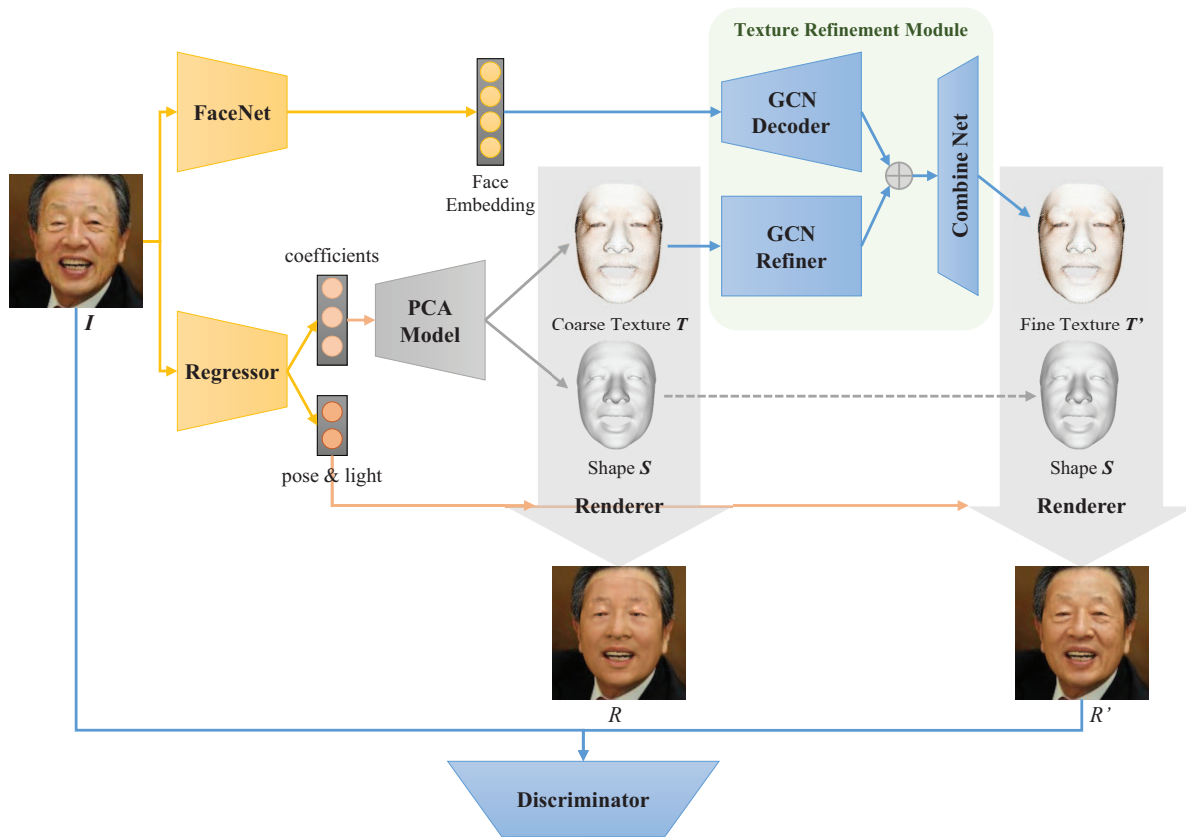 Texture Refinement Module
FaceNet
GCN
Decoder
Combine Net
Face
Embedding
GCN
Refiner
coefficients
I
PCA
Model
Coarse Texture T
Fine Texture T’
Regressor
Shape S
Shape S
pose & light
Renderer
Renderer
R
R’
Discriminator